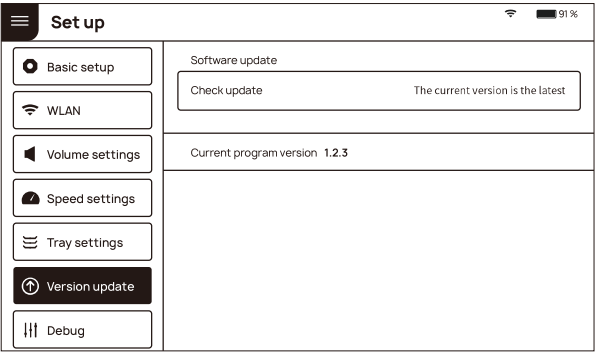 Set up
91%
Basic setup
WLAN
Volume settings
Speed settings
Tray settings
Version update
Debug
Software update
Check update The current version is the latest
Current program version 1.2.3